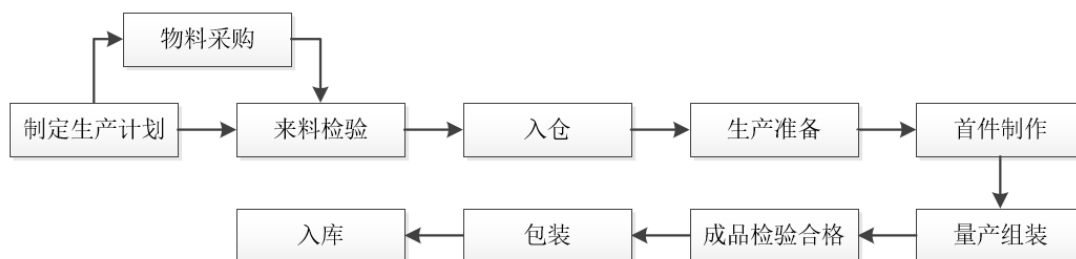 物料采购
制定生产计划
来料检验
入仓
生产准备
首件制作
入库
包装
成品检验合格
量产组装